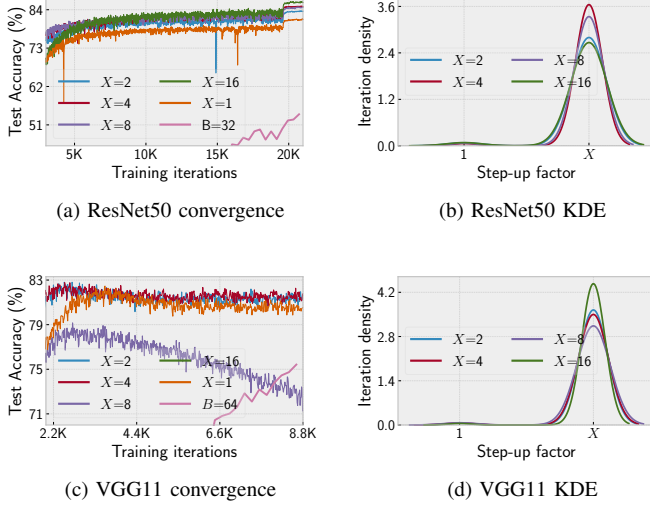 Test Accuracy (%)
83
73
62
51
X=2
X=16
X=4
X=1
X=8
B=32
5K
10K
15K
20K
Training iterations
(a) ResNet50 convergence
Iteration density
3.6
2.4
1.2
0.0
X=2
X=8
X=4
X=16
1
X
Step-up factor
(b) ResNet50 KDE
Test Accuracy (%)
83
79
75
71
X=2
X=16
X=4
X=1
X=8
B=64
2.2K
4.4K
6.6K
8.8K
Training iterations
(c) VGG11 convergence
Iteration density
4.2
2.8
1.4
0.0
X=2
X=8
X=4
X=16
1
X
Step-up factor
(d) VGG11 KDE